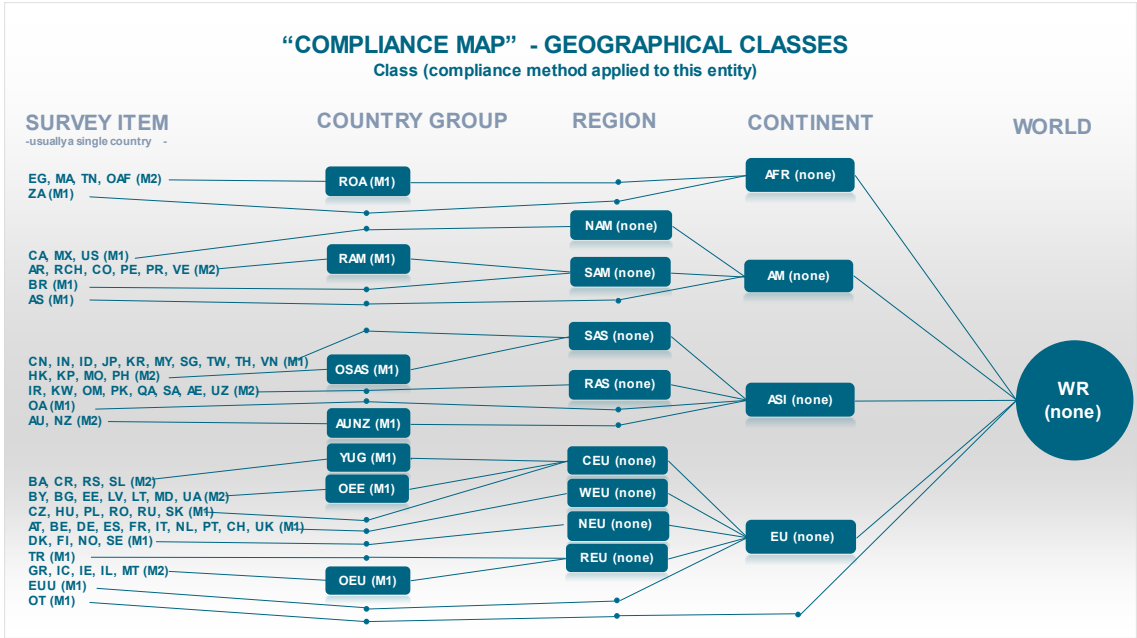 “COMPLIANCE MAP” - GEOGRAPHICAL CLASSES
Class (compliance method applied to this entity)
SURVEY ITEM
-usually a single country -
COUNTRY GROUP
REGION
CONTINENT
WORLD
EG, MA, TN, OAF (M2)
ZA (M1)
CA, MX, US (M1)
AR, RCH, CO, PE, PR, VE (M2)
BR (M1)
AS (M1)
CN, IN, ID, JP, KR, MY, SG, TW, TH, VN (M1)
HK, KP, MO, PH (M2)
IR, KW, OM, PK, QA, SA, AE, UZ (M2)
OA (M1)
AU, NZ (M2)
BA, CR, RS, SL (M2)
BY, BG, EE, LV, LT, MD, UA (M2)
CZ, HU, PL, RO, RU, SK (M1)
AT, BE, DE, ES, FR, IT, NL, PT, CH, UK (M1)
DK, FI, NO, SE (M1)
TR (M1)
GR, IC, IE, IL, MT (M2)
EUU (M1)
OT (M1)
ROA (M1)
RAM (M1)
OSAS (M1)
AUNZ (M1)
YUG (M1)
OEE (M1)
OEU (M1)
NAM (none)
SAM (none)
SAS (none)
RAS (none)
CEU (none)
WEU (none)
NEU (none)
REU (none)
AFR (none)
AM (none)
ASI (none)
EU (none)
WR
(none)